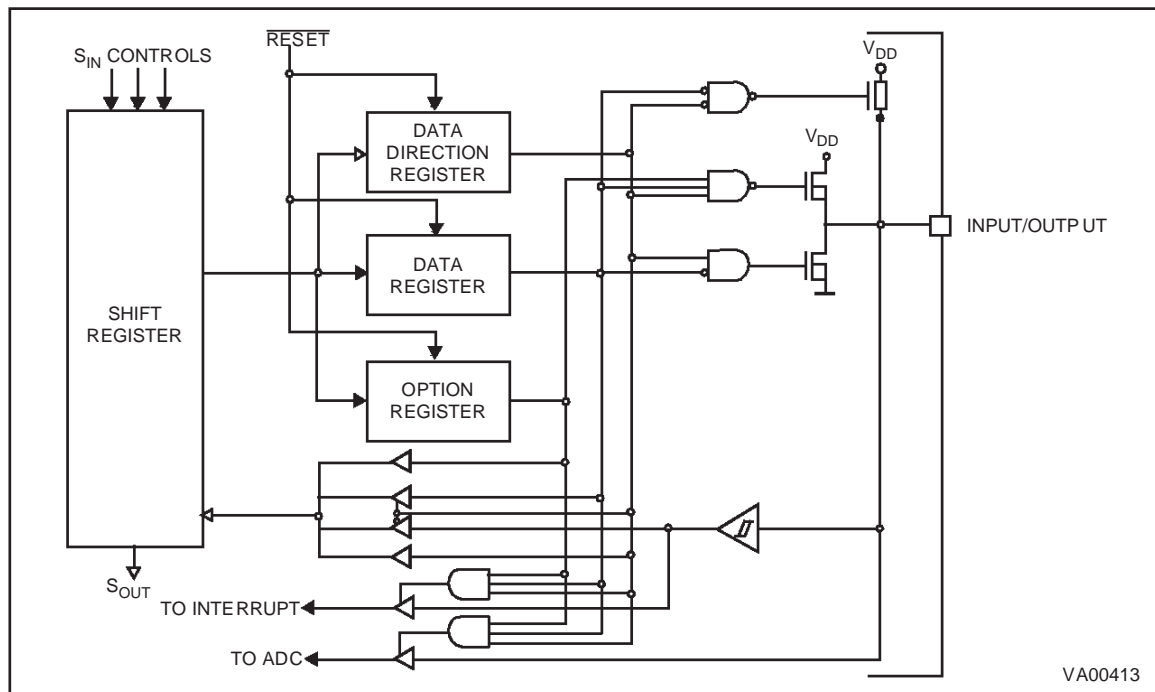 S_IN CONTROLS
RESET
V_DD
DATA
DIRECTION
REGISTER
V_DD
INPUT/OUTPUT
DATA
REGISTER
SHIFT
REGISTER
OPTION
REGISTER
S_OUT
TO INTERRUPT
TO ADC
VA00413